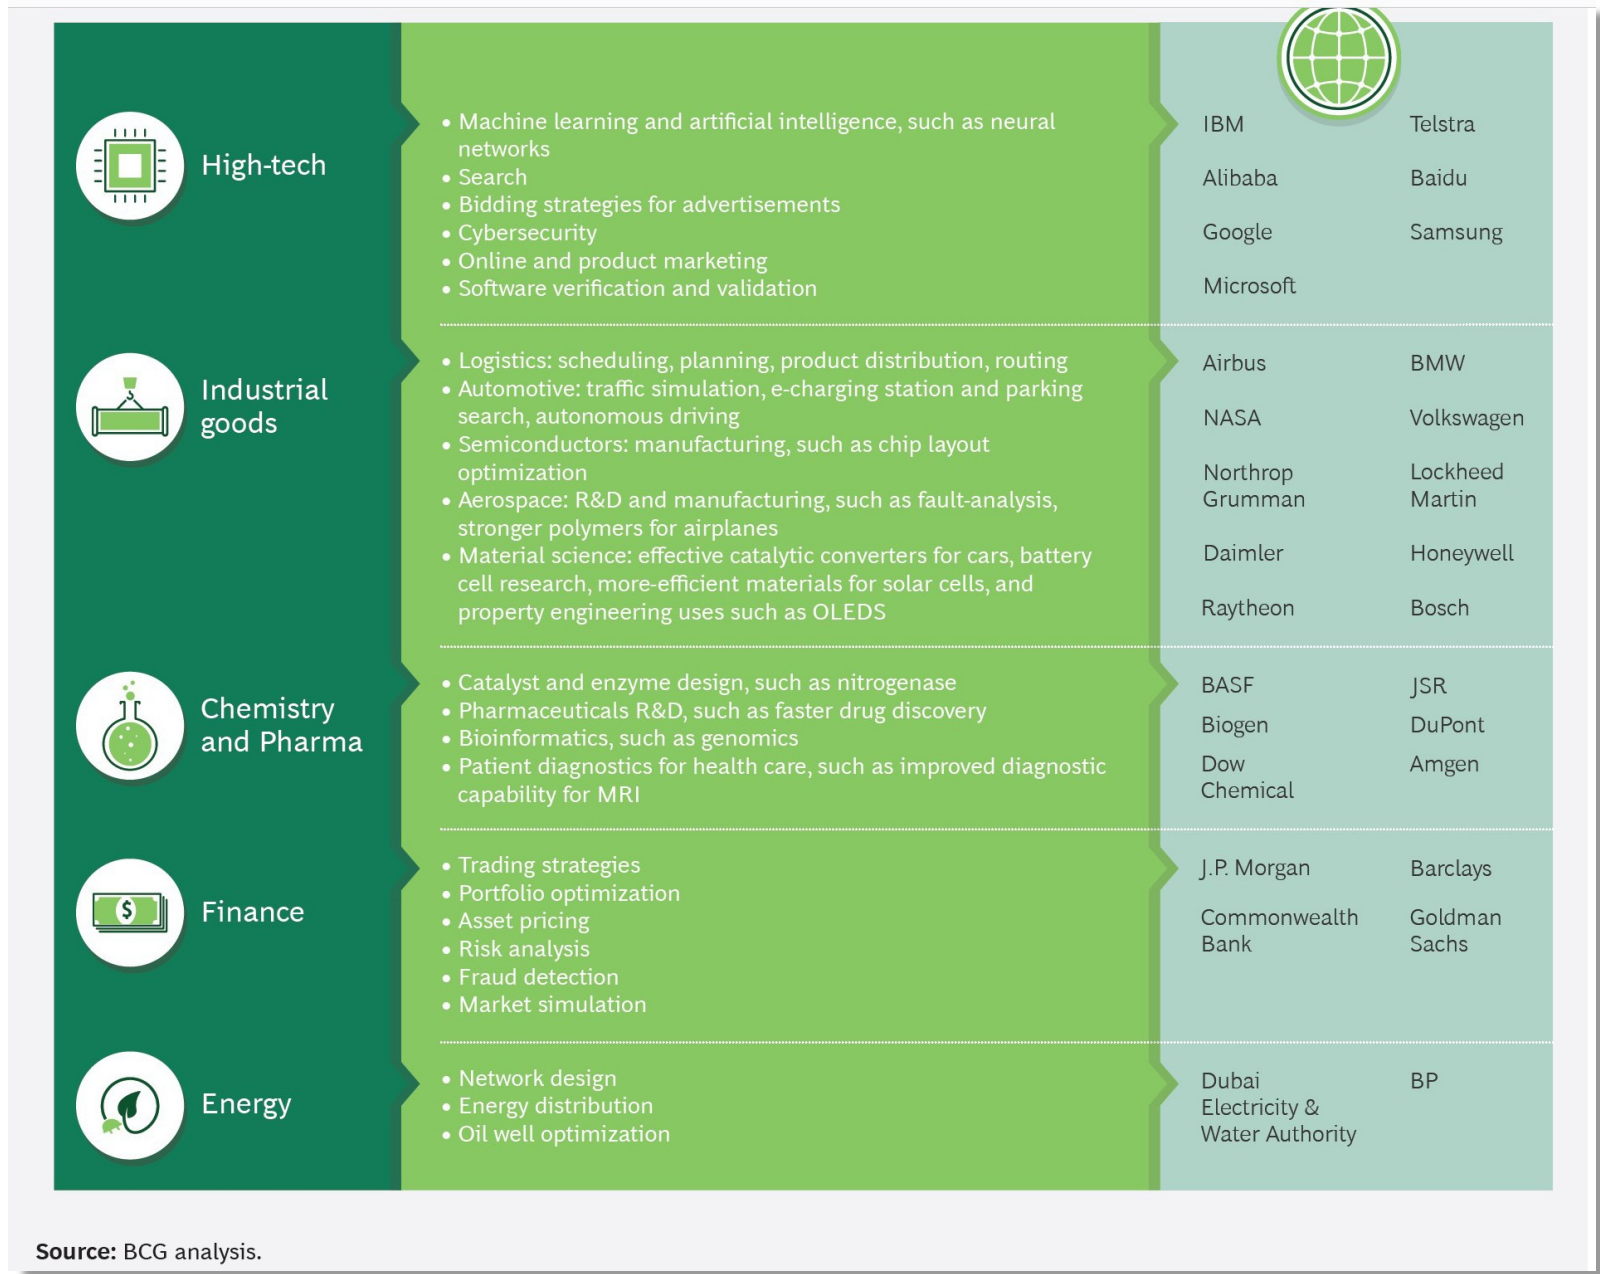 High-tech
• Machine learning and artificial intelligence, such as neural
networks
• Search
• Bidding strategies for advertisements
• Cybersecurity
• Online and product marketing
• Software verification and validation
IBM
Telstra
Alibaba
Baidu
Google
Samsung
Microsoft
Industrial
goods
• Logistics: scheduling, planning, product distribution, routing
• Automotive: traffic simulation, e-charging station and parking
search, autonomous driving
• Semiconductors: manufacturing, such as chip layout
optimization
• Aerospace: R&D and manufacturing, such as fault-analysis,
stronger polymers for airplanes
• Material science: effective catalytic converters for cars, battery
cell research, more-efficient materials for solar cells, and
property engineering uses such as OLEDS
Airbus
BMW
NASA
Volkswagen
Northrop
Grumman
Lockheed
Martin
Daimler
Honeywell
Raytheon
Bosch
Chemistry
and Pharma
• Catalyst and enzyme design, such as nitrogenase
• Pharmaceuticals R&D, such as faster drug discovery
• Bioinformatics, such as genomics
• Patient diagnostics for health care, such as improved diagnostic
capability for MRI
BASF
JSR
Biogen
DuPont
Dow
Chemical
Amgen
$
Finance
• Trading strategies
• Portfolio optimization
• Asset pricing
• Risk analysis
• Fraud detection
• Market simulation
J.P. Morgan
Barclays
Commonwealth
Bank
Goldman
Sachs
Energy
• Network design
• Energy distribution
• Oil well optimization
Dubai
Electricity &
Water Authority
BP
Source: BCG analysis.